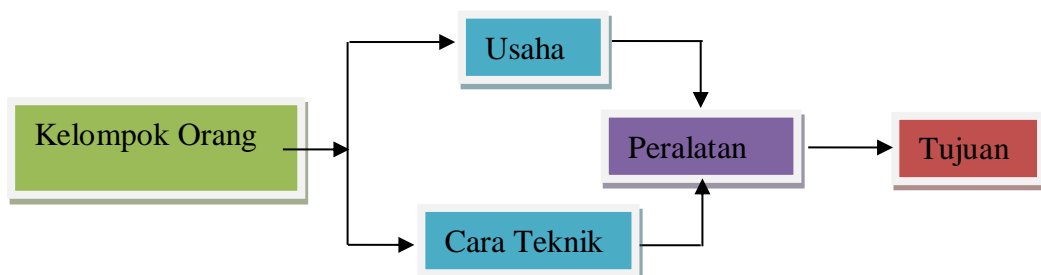 Usaha
Kelompok Orang
Peralatan
Tujuan
Cara Teknik